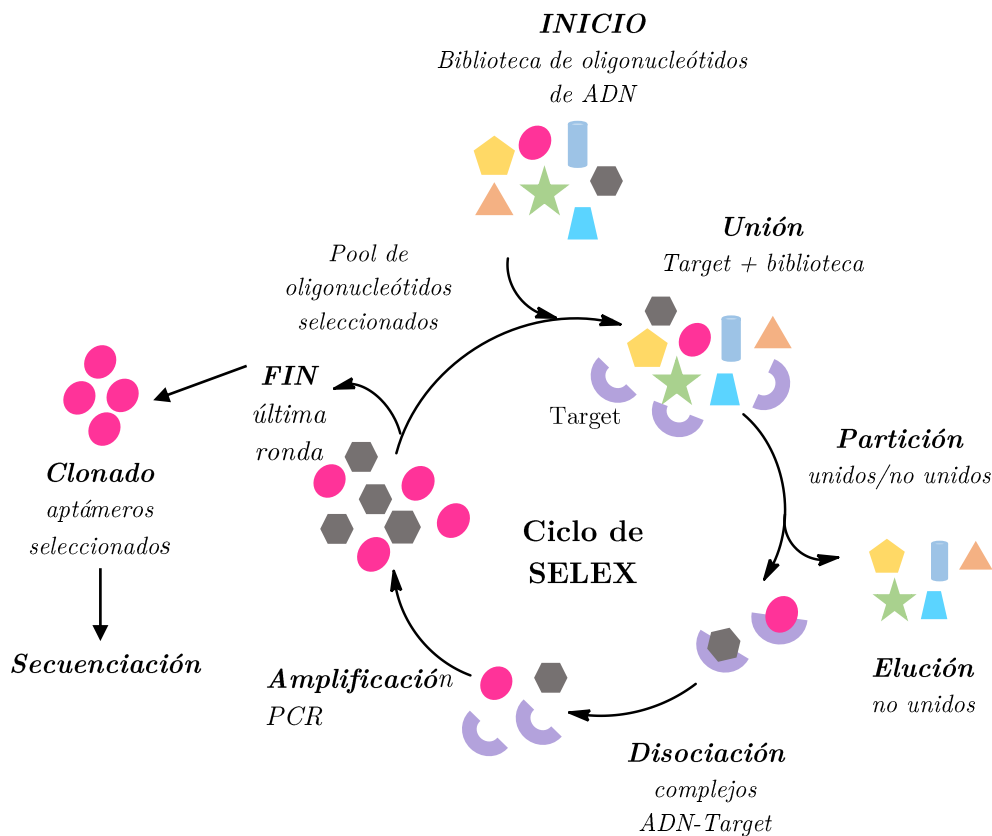 INICIO
Biblioteca de oligonucleótidos
de ADN
Unión
Target + biblioteca
Pool de
oligonucleótidos
seleccionados
Target
FIN
última
ronda
Clonado
aptámeros
seleccionados
Secuenciación
Partición
unidos/no unidos
Ciclo de
SELEX
Elución
no unidos
Amplificación
PCR
Disociación
complejos
ADN-Target